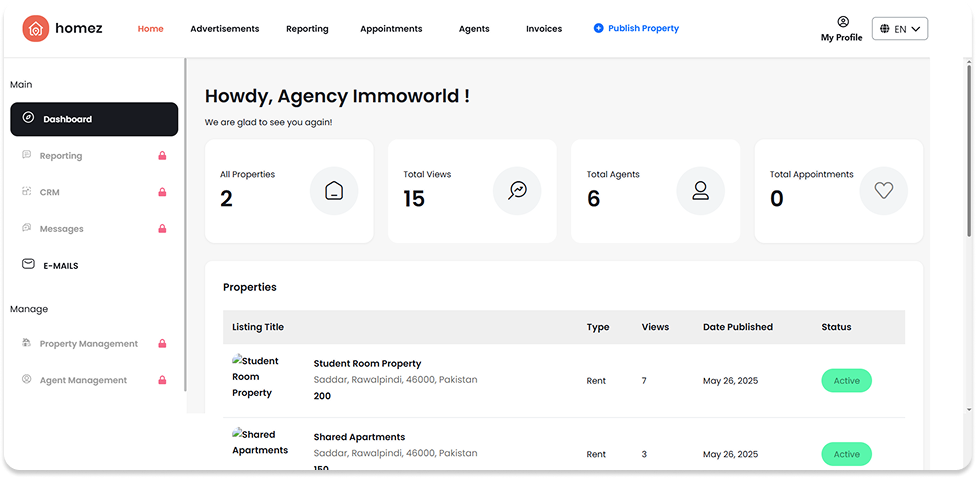 homez
Home
Advertisements
Reporting
Appointments
Agents
Invoices
Publish Property
My Profile
EN
Main
Dashboard
Reporting
CRM
Messages
E-MAILS
Manage
Property Management
Agent Management
Howdy, Agency Immoworld !
We are glad to see you again!
All Properties
2
Total Views
15
Total Agents
6
Total Appointments
0
Properties
Listing Title Type Views Date Published Status
Student
Room
Property
Student Room Property
Saddar, Rawalpindi, 46000, Pakistan
200
Rent 7 May 26, 2025 Active
Shared
Apartments
Shared Apartments
Saddar, Rawalpindi, 46000, Pakistan
150
Rent 3 May 26, 2025 Active